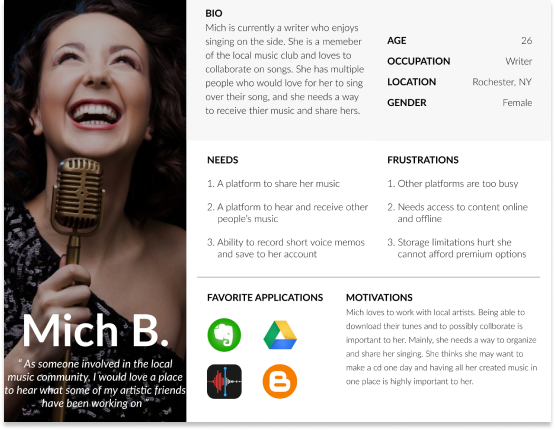 BIO
Mich is currently a writer who enjoys
singing on the side. She is a memeber
of the local music club and loves to
collaborate on songs. She has multiple
people who would love for her to sing
over their song, and she needs a way
to receive thier music and share hers.
AGE 26
OCCUPATION Writer
LOCATION Rochester, NY
GENDER Female
NEEDS
1. A platform to share her music
2. A platform to hear and receive other
people's music
3. Ability to record short voice memos
and save to her account
FRUSTRATIONS
1. Other platforms are too busy
2. Needs access to content online
and offline
3. Storage limitations hurt she
cannot afford premium options
Mich B.
“ As someone involved in the local
music community, I would love a place
to hear what some of my artistic friends
have been working on ”
FAVORITE APPLICATIONS
MOTIVATIONS
Mich loves to work with local artists. Being able to
download their tunes and to possibly collborate is
important to her. Mainly, she needs a way to organize
and share her singing. She thinks she may want to
make a cd one day and having all her created music in
one place is highly important to her.